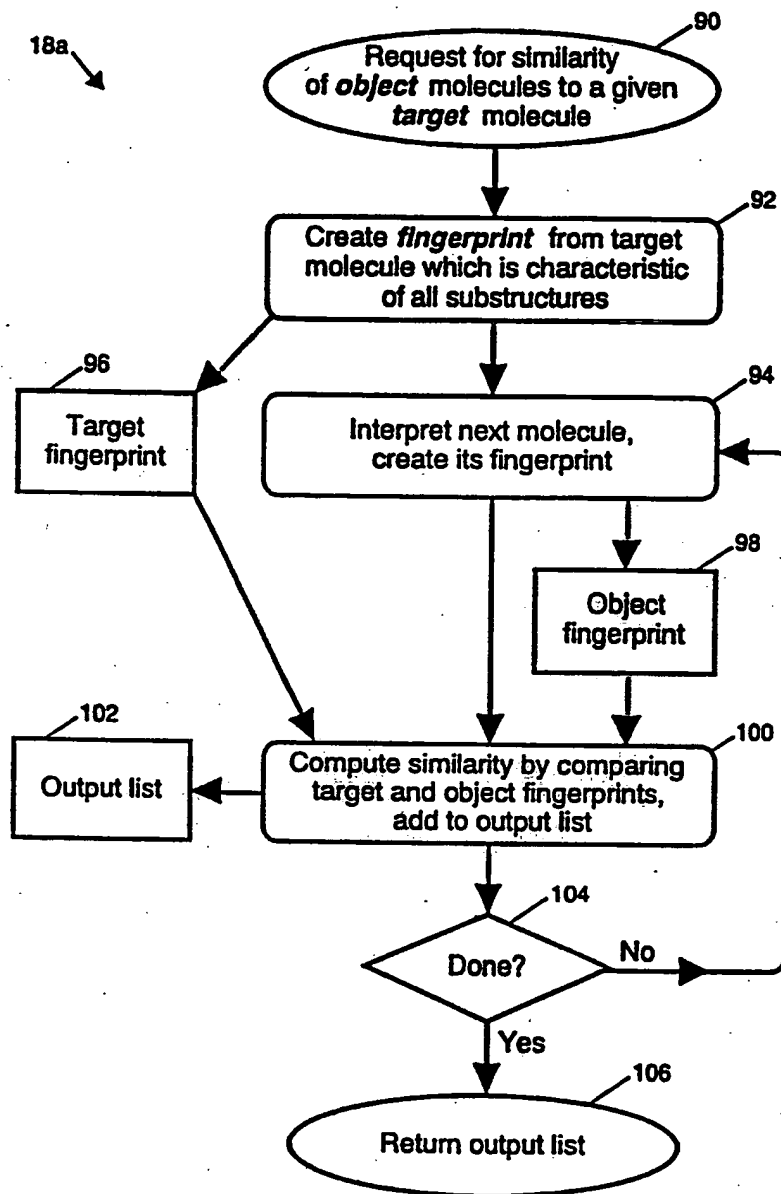 18a
90
Request for similarity
of object molecules to a given
target molecule
92
Create fingerprint from target
molecule which is characteristic
of all substructures
96
Target
fingerprint
94
Interpret next molecule,
create its fingerprint
98
Object
fingerprint
102
Output list
100
Compute similarity by comparing
target and object fingerprints,
add to output list
104
Done?
No
Yes
106
Return output list